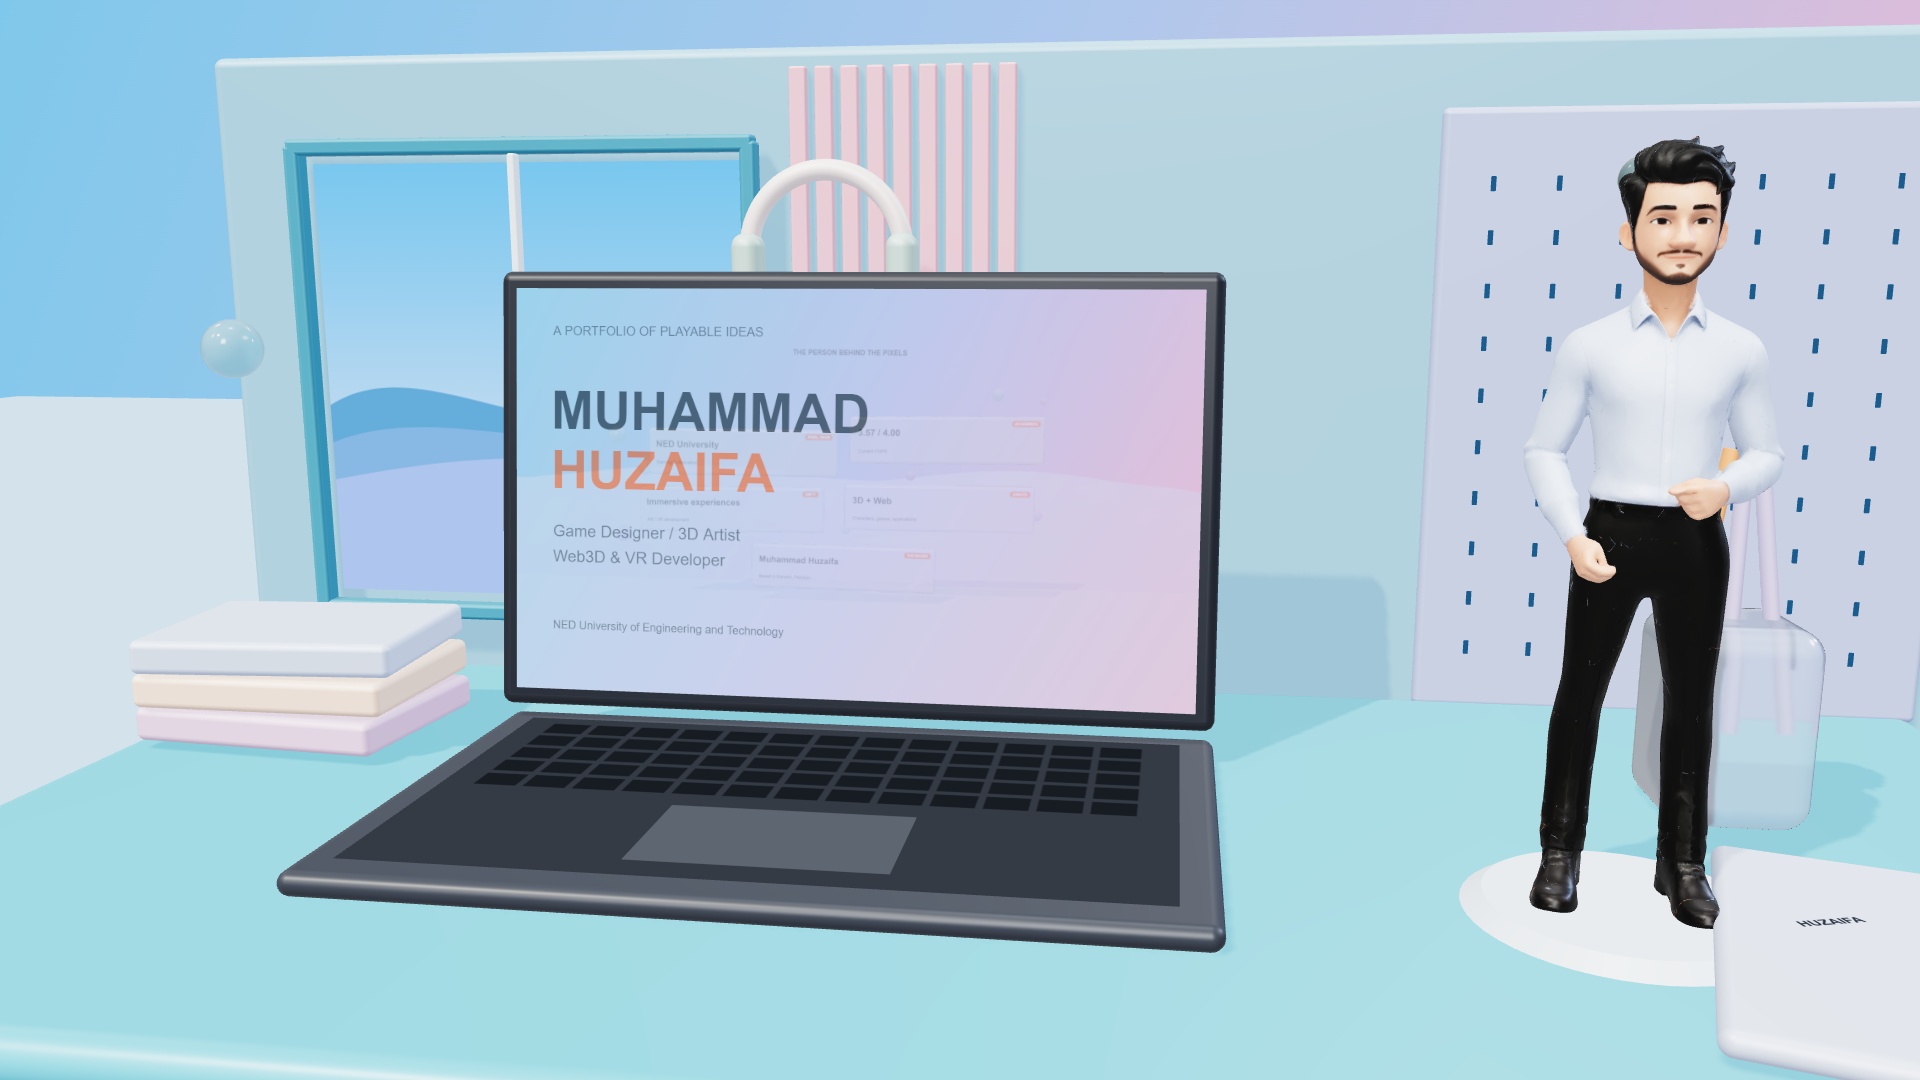 A PORTFOLIO OF PLAYABLE IDEAS
THE PERSON BEHIND THE PIXELS
MUHAMMAD
3.57 / 4.00
NED University
HUZAIFA
Immersive experiences
3D + Web
Game Designer / 3D Artist
Web3D & VR Developer
Muhammad Huzaifa
NED University of Engineering and Technology
HUZAIFA